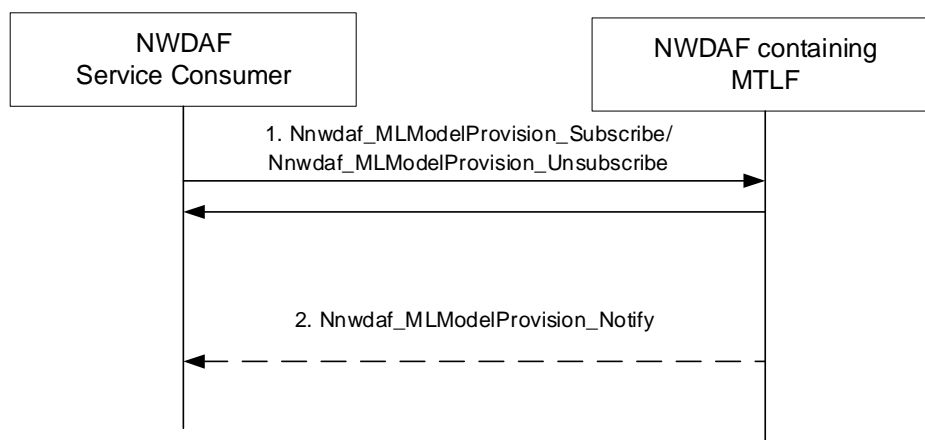 NWDAF
Service Consumer
NWDAF containing
MTLF
1. Nnwdaf_MLModelProvision_Subscribe/
Nnwdaf_MLModelProvision_Unsubscribe
2. Nnwdaf_MLModelProvision_Notify